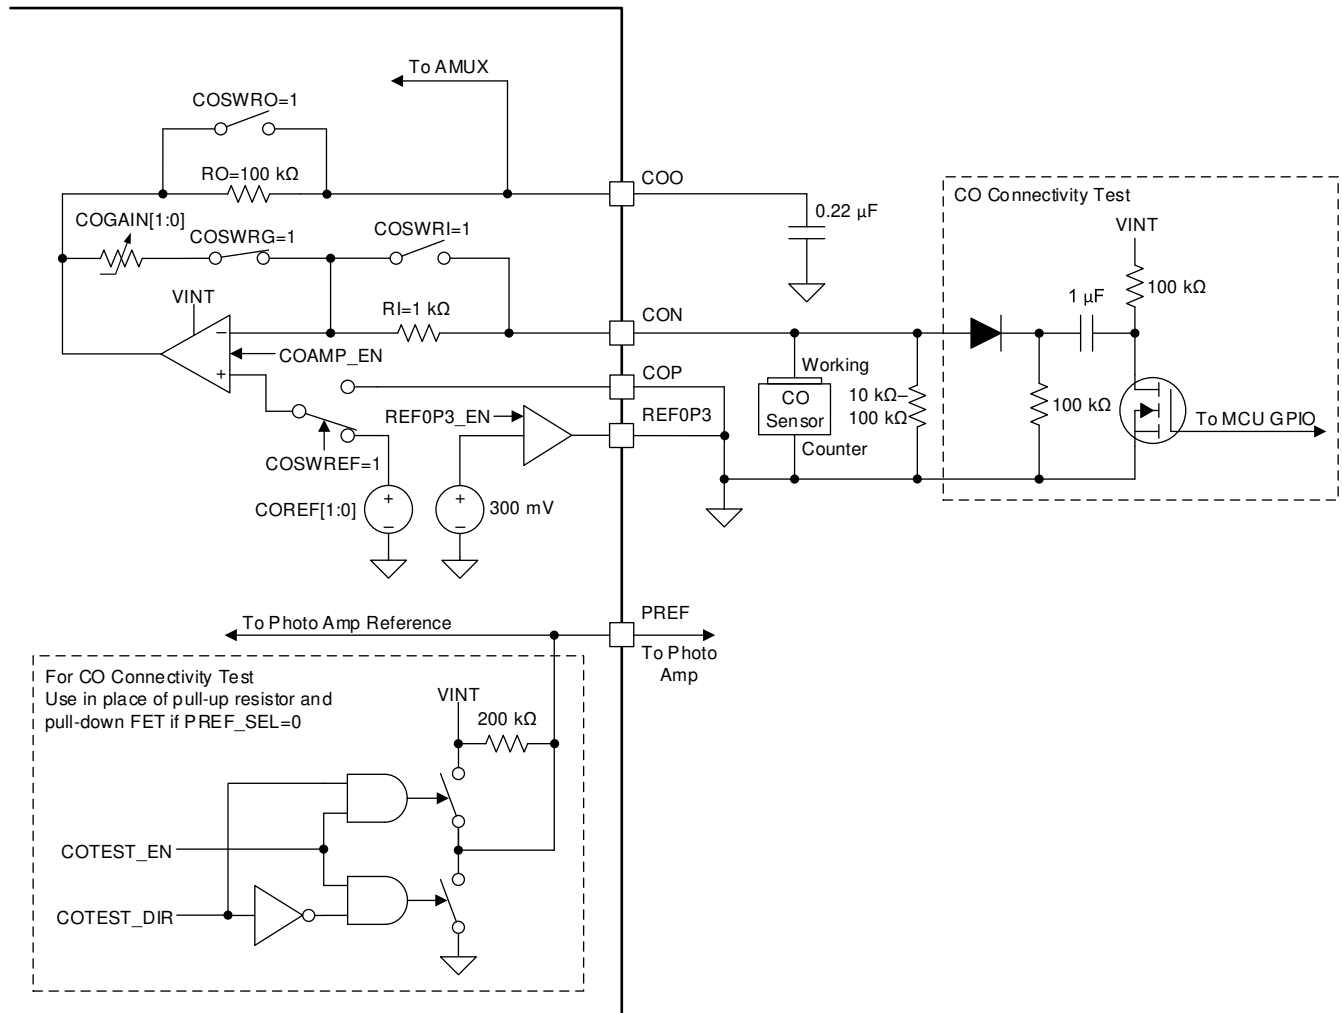 To AMUX
COSWRO=1
RO=100 kΩ
COO
0.22 µF
COGAIN[1:0]
COSWRG=1
COSWRI=1
VINT
RI=1 kΩ
CON
COAMP_EN
COP
REF0P3_EN
REF0P3
COSWREF=1
COREF[1:0]
300 mV
+
−
+
−
−
+
Working
CO
Sensor
Counter
10 kΩ–
100 kΩ
CO Connectivity Test
VINT
100 kΩ
1 µF
100 kΩ
To MCU GPIO
PREF
To Photo Amp Reference
To Photo
Amp
For CO Connectivity Test
Use in place of pull-up resistor and
pull-down FET if PREF_SEL=0
VINT
200 kΩ
COTEST_EN
COTEST_DIR